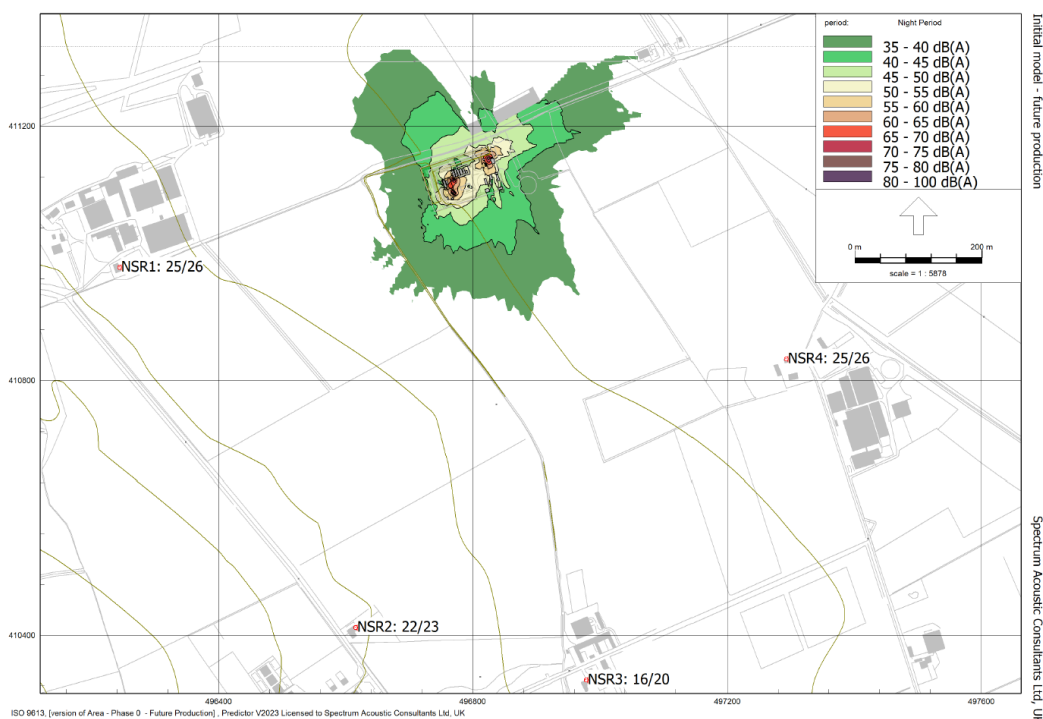 period: Night Period
35 - 40 dB(A)
40 - 45 dB(A)
45 - 50 dB(A)
50 - 55 dB(A)
55 - 60 dB(A)
60 - 65 dB(A)
65 - 70 dB(A)
70 - 75 dB(A)
75 - 80 dB(A)
80 - 100 dB(A)
0 m 200 m
scale = 1 : 5878
Initital model - future production
411200
NSR1: 25/26
NSR4: 25/26
410800
Spectrum Acoustic Consultants Ltd, UK
NSR2: 22/23
410400
NSR3: 16/20
496400 496800 497200 497600
ISO 9613, [version of Area - Phase 0 - Future Production] , Predictor V2023 Licensed to Spectrum Acoustic Consultants Ltd, UK